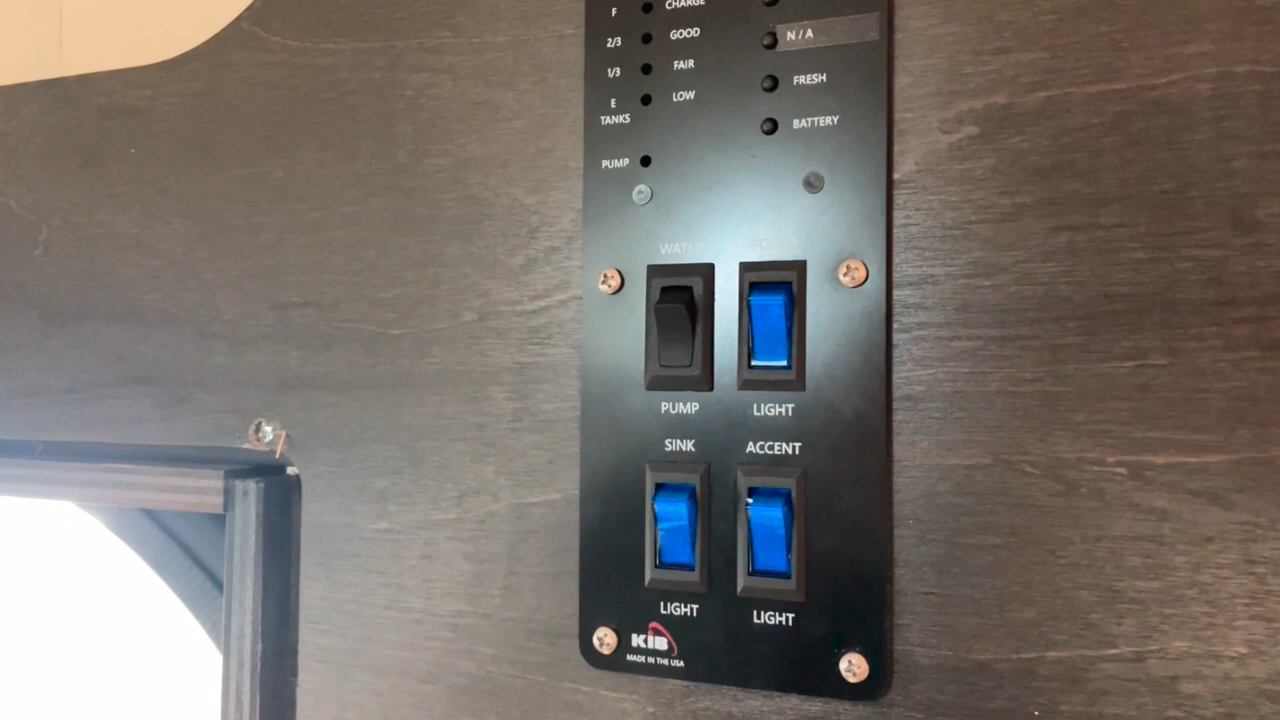 F
CHARGE
2/3
GOOD
N/A
1/3
FAIR
FRESH
E
LOW
TANKS
BATTERY
PUMP
WATER
PUMP
LIGHT
SINK
ACCENT
LIGHT
LIGHT
KIB
MADE IN THE USA